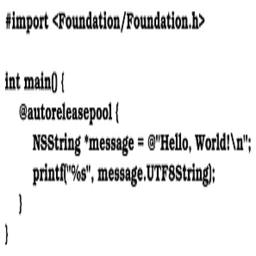 #import <Foundation/Foundation.h>

int main() {
    @autoreleasepool {
        NSString *message = @"Hello, World!\n";
        printf("%s", message.UTF8String);
    }
}